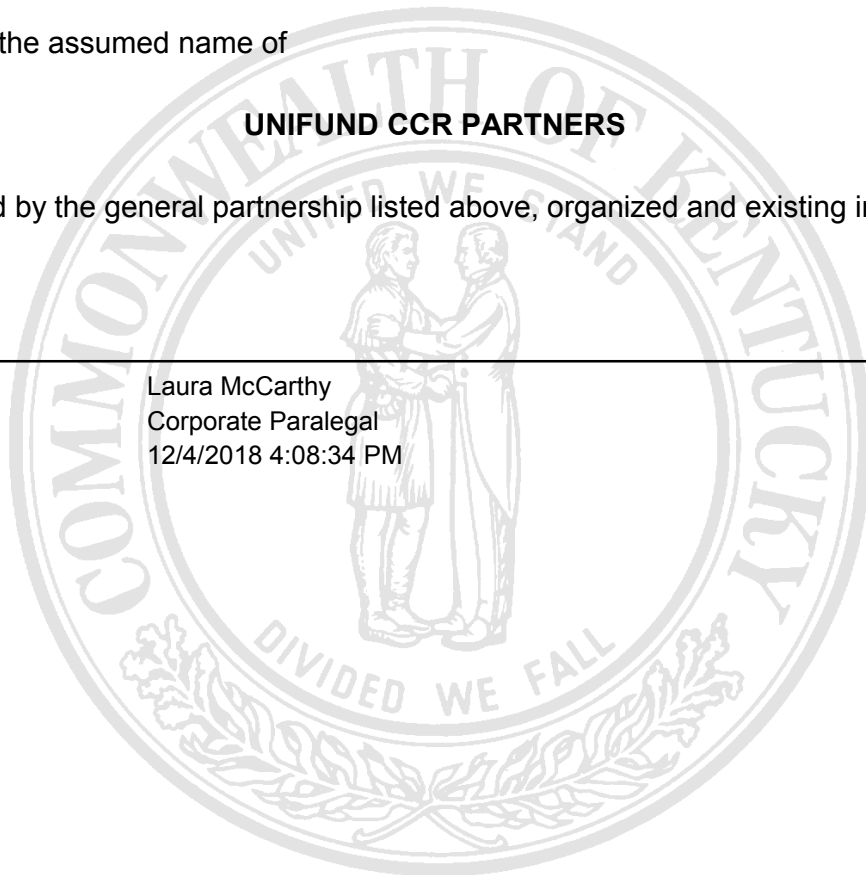 the assumed name of
UNIFUND CCR PARTNERS
by the general partnership listed above, organized and existing
Laura McCarthy
Corporate Paralegal
12/4/2018 4:08:34 PM
COMMONWEALTH OF KENTUCKY
UNITED WE STAND
DIVIDED WE FALL